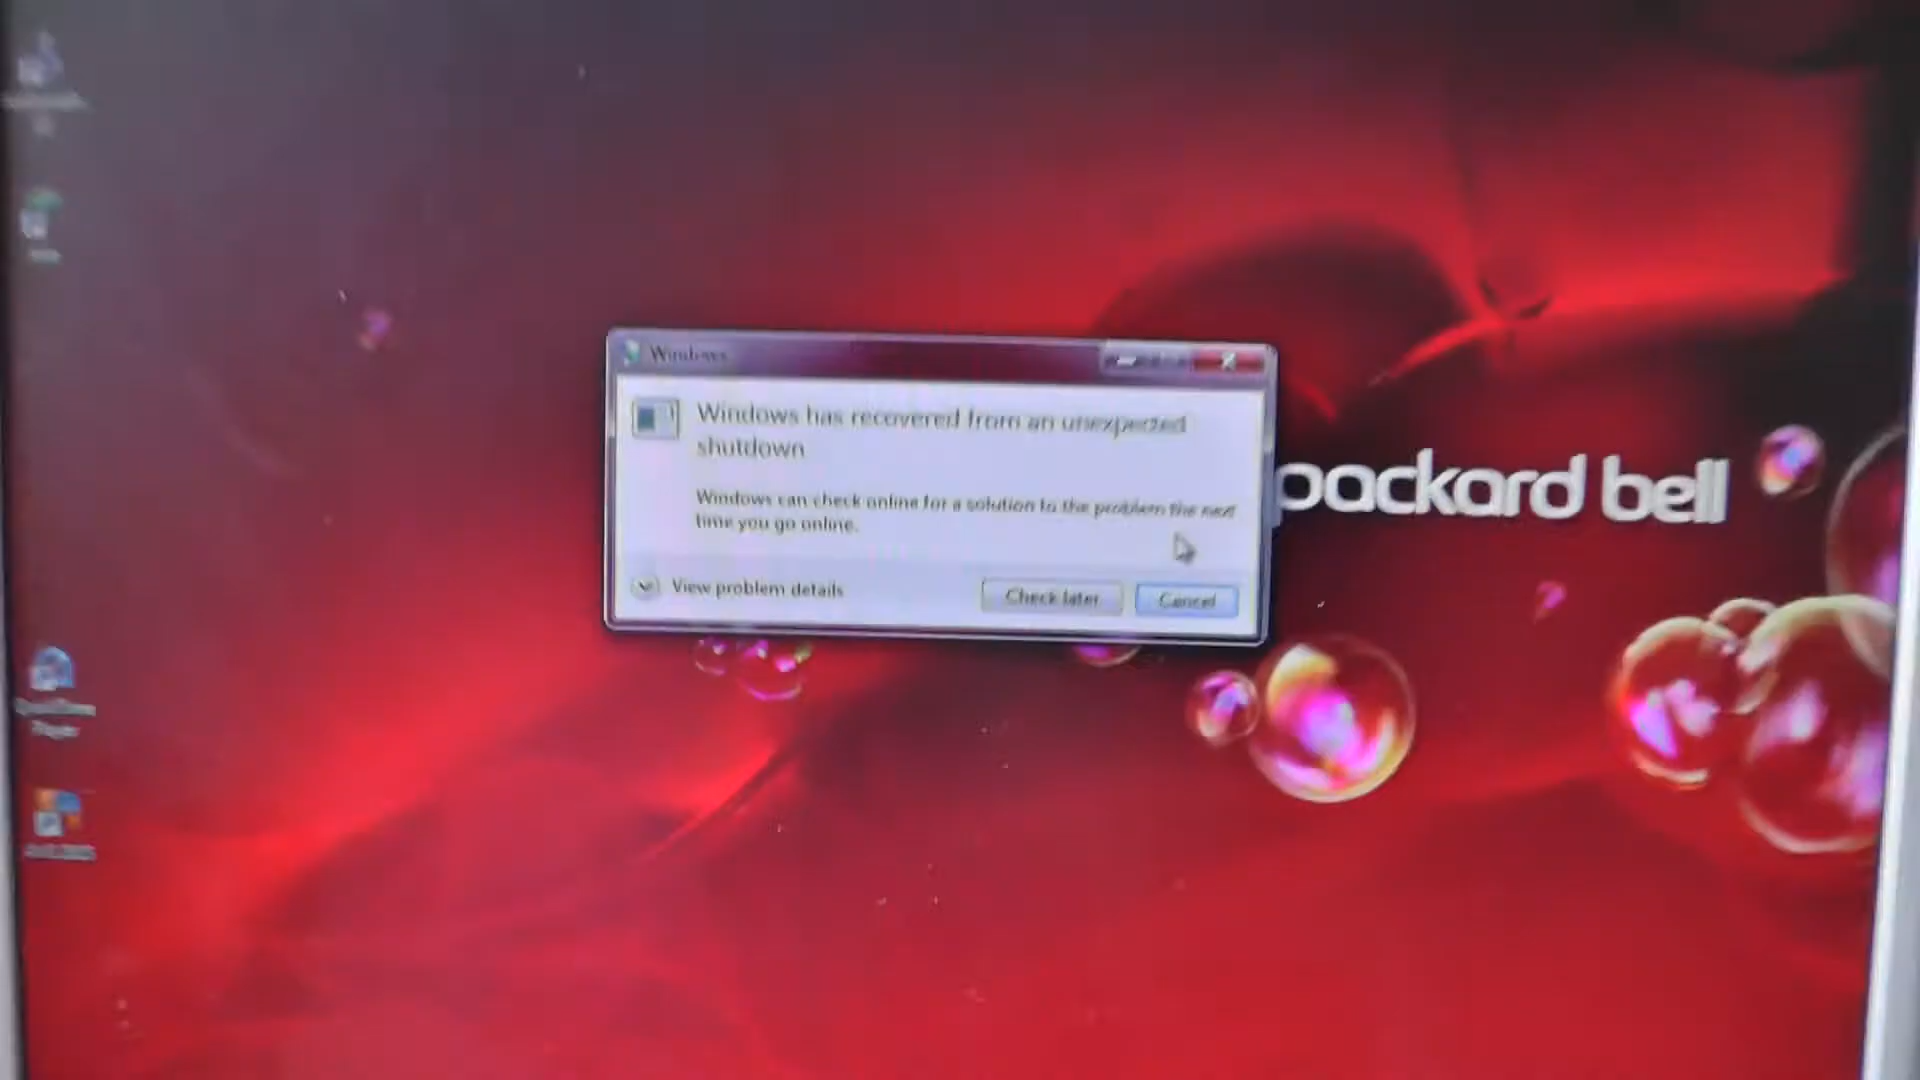 Windows
Windows has recovered from an unexpected
shutdown
Windows can check online for a solution to the problem the next
time you go online.
View problem details
Check later
Cancel
packard bell
Player